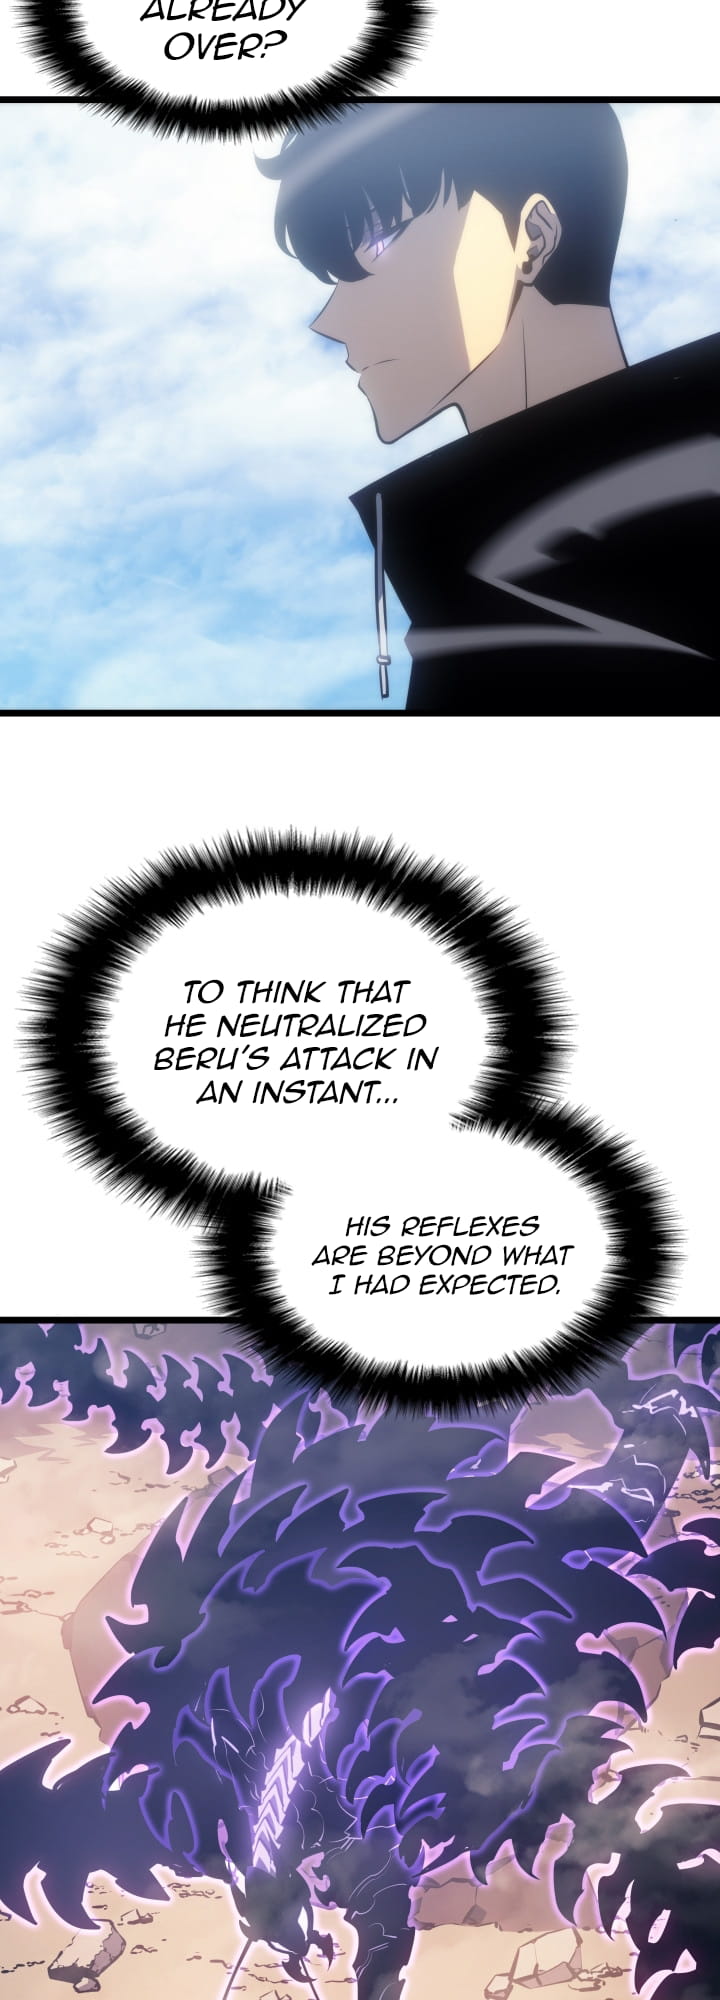 ALREADY
OVER?
TO THINK THAT
HE NEUTRALIZED
BERU'S ATTACK IN
AN INSTANT...
HIS REFLEXES
ARE BEYOND WHAT
I HAD EXPECTED.